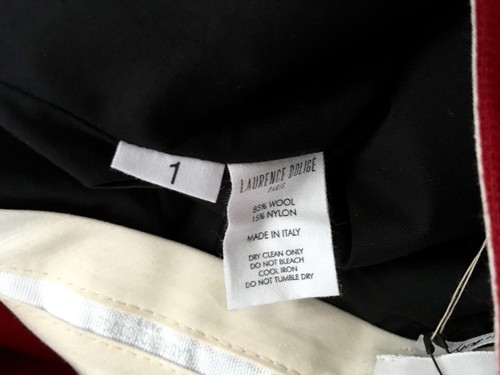 1
LAURENCE DOLIGE
PARIS
85% WOOL
15% NYLON
MADE IN ITALY
DRY CLEAN ONLY
DO NOT BLEACH
COOL IRON
DO NOT TUMBLE DRY